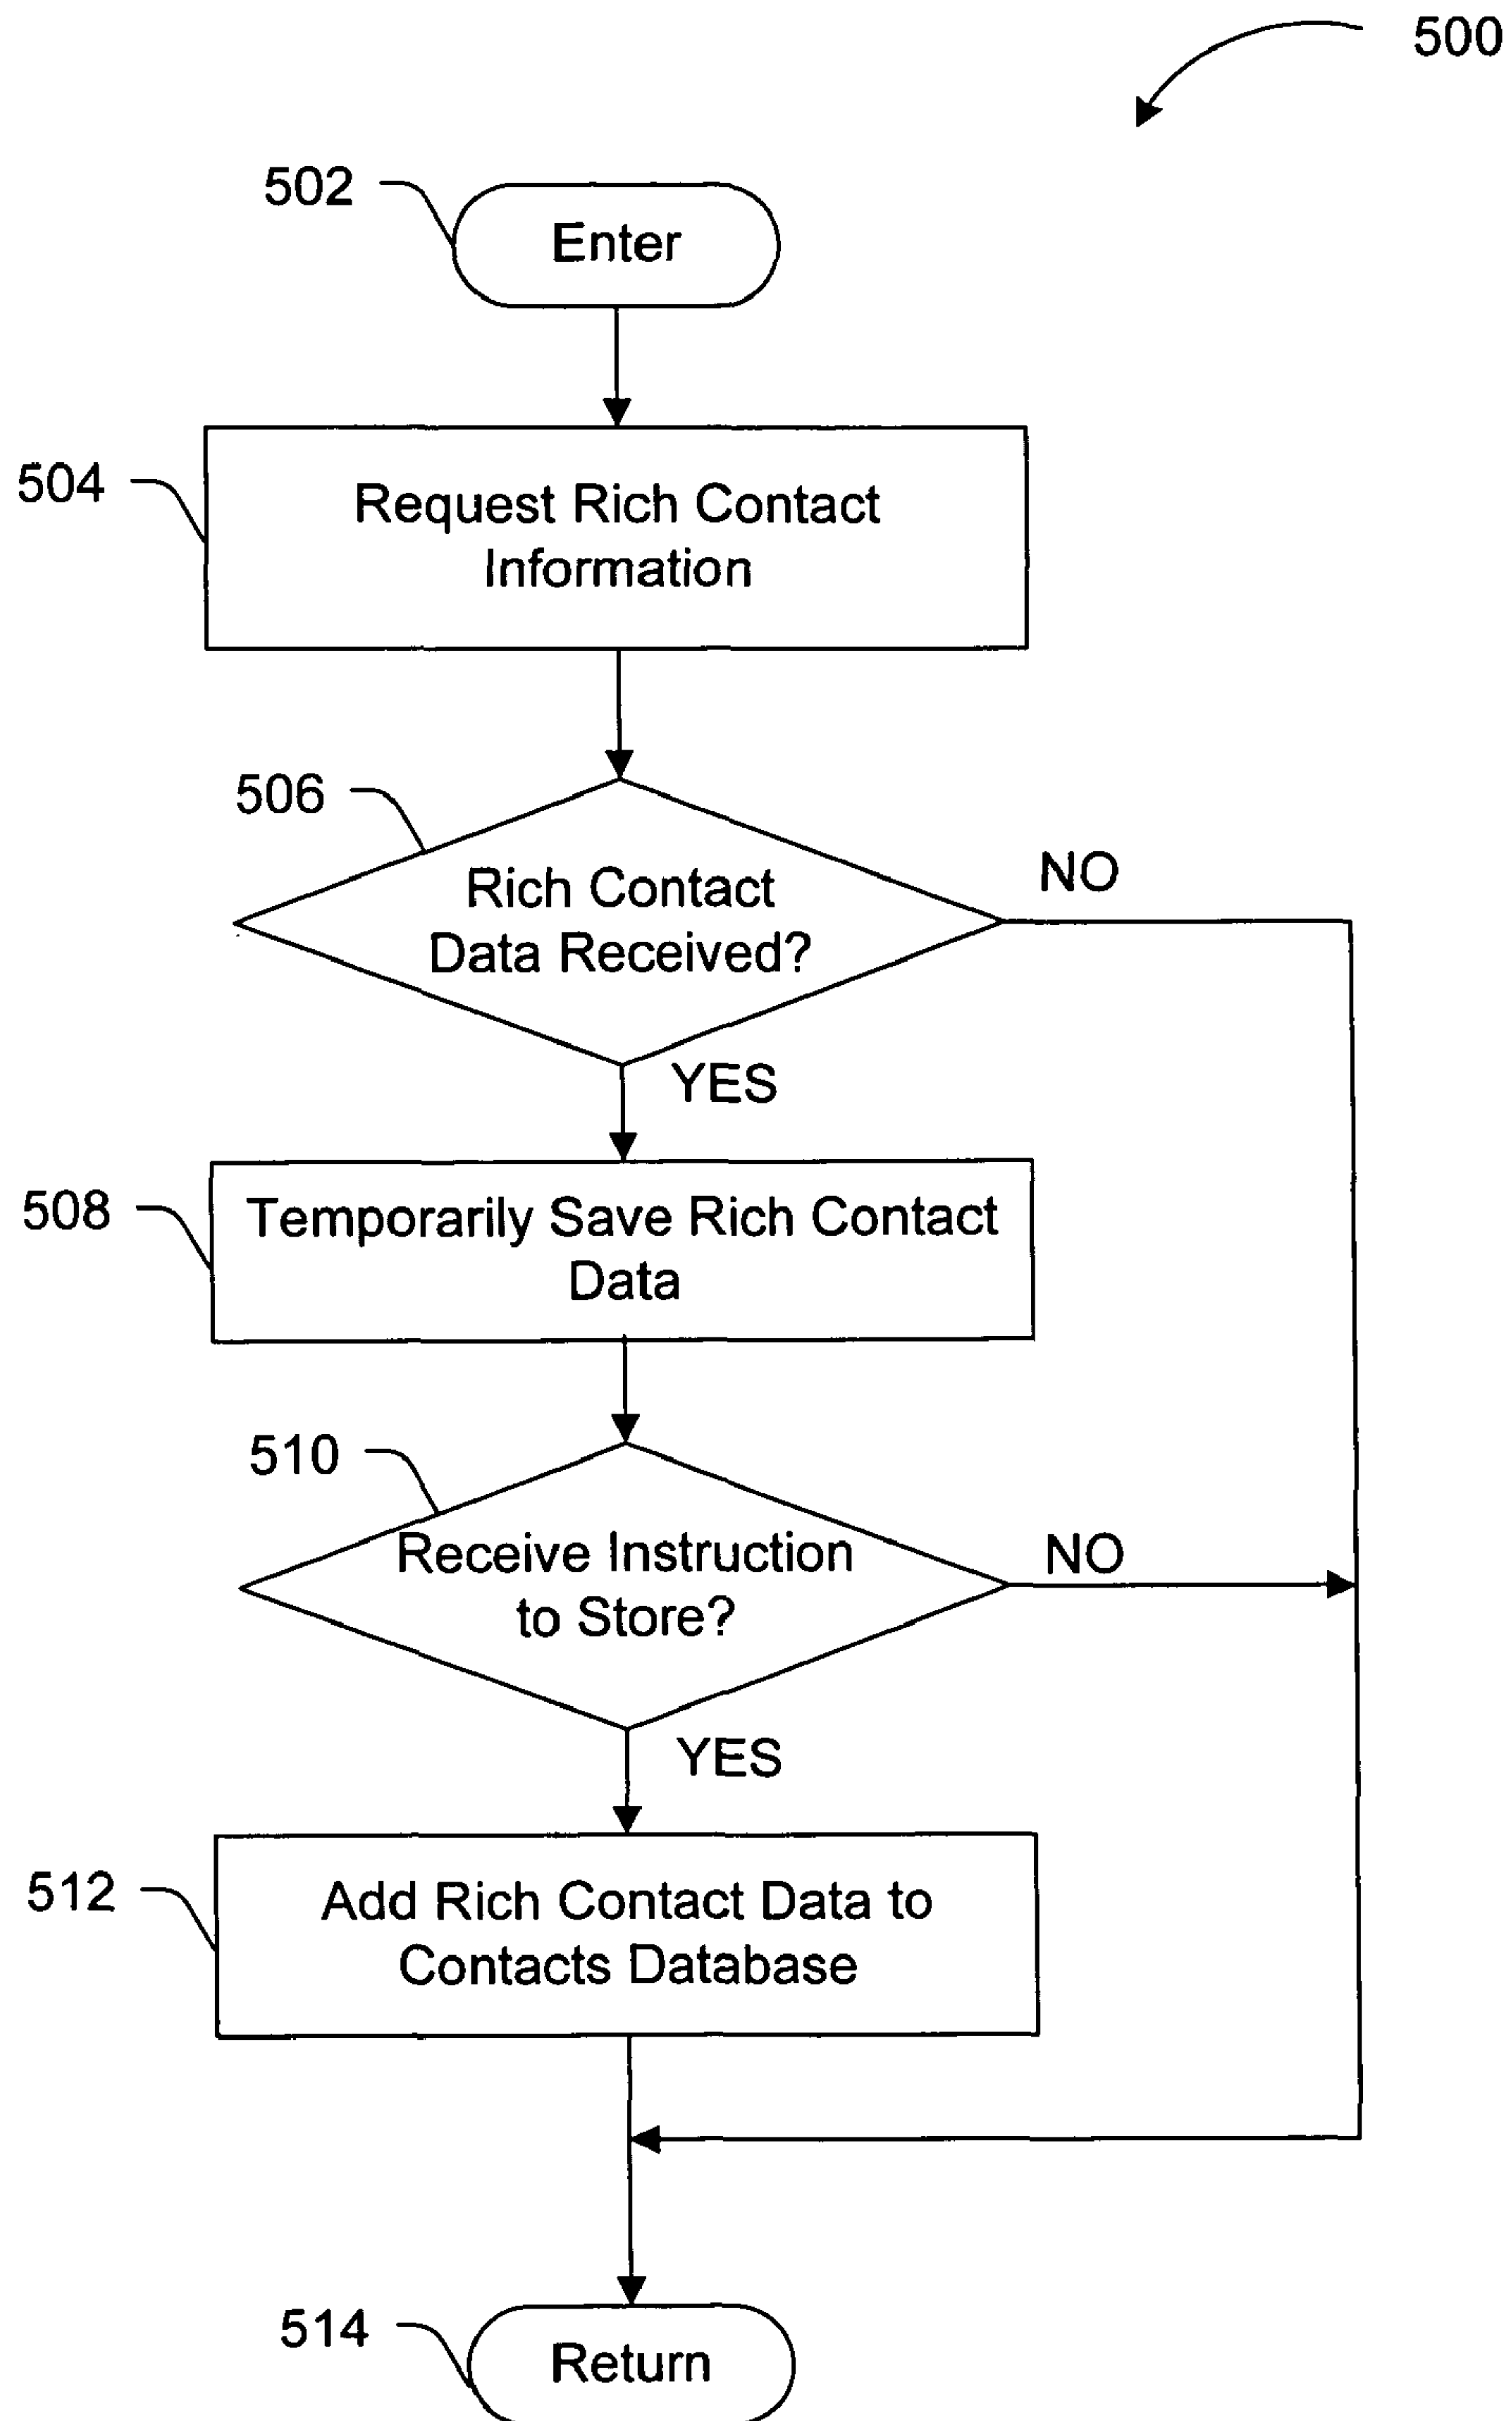 500
502
Enter
504
Request Rich Contact
Information
506
Rich Contact
Data Received?
NO
YES
508
Temporarily Save Rich Contact
Data
510
Receive Instruction
to Store?
NO
YES
512
Add Rich Contact Data to
Contacts Database
514
Return